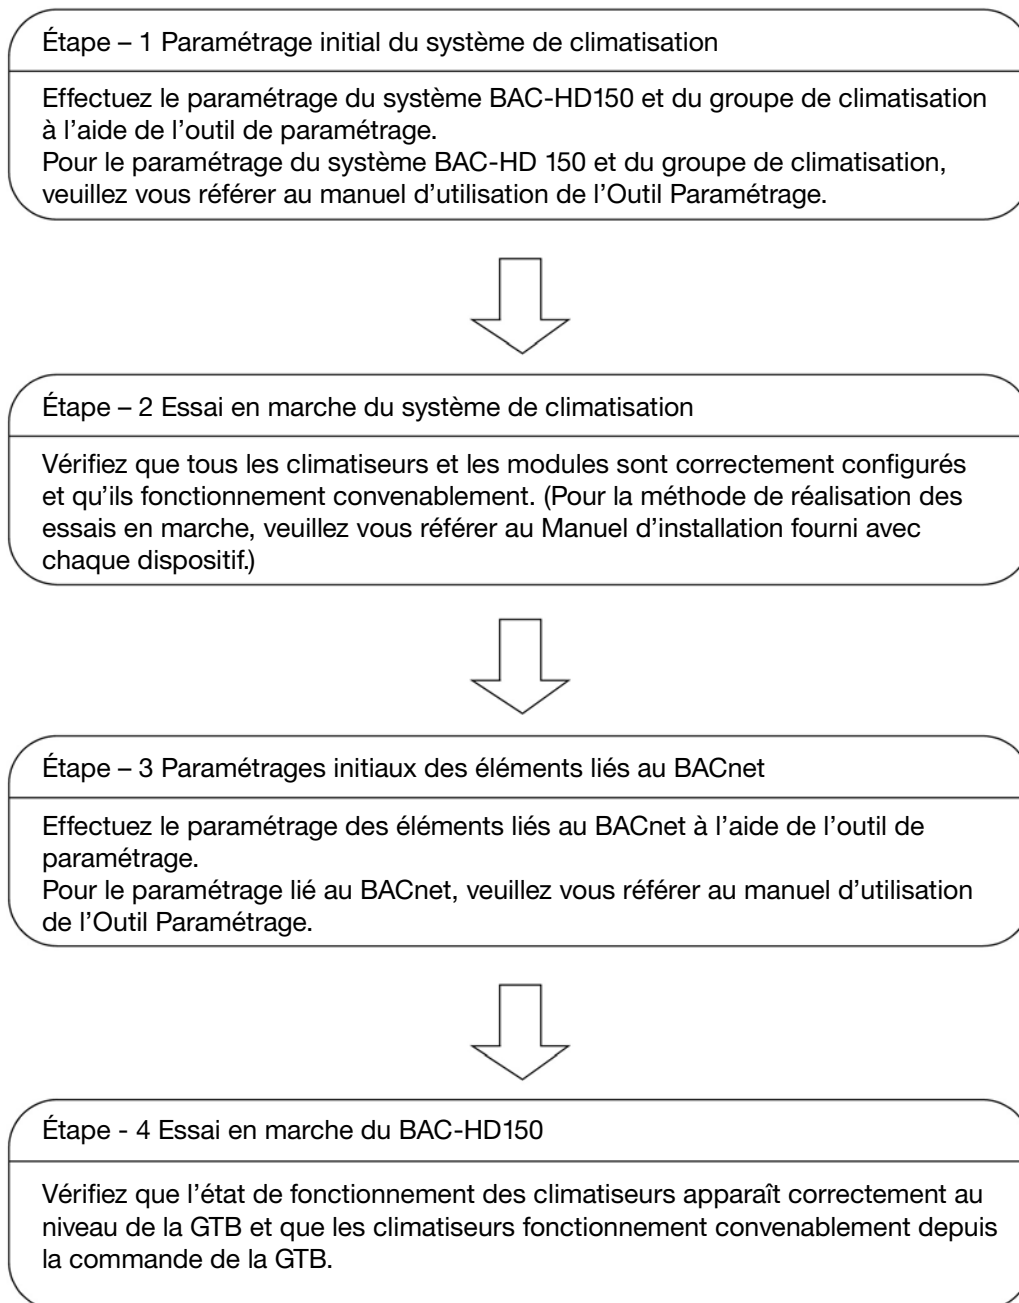 Étape – 1 Paramétrage initial du système de climatisation
Effectuez le paramétrage du système BAC-HD150 et du groupe de climatisation
à l’aide de l’outil de paramétrage.
Pour le paramétrage du système BAC-HD 150 et du groupe de climatisation,
veuillez vous référer au manuel d’utilisation de l’Outil Paramétrage.
Étape – 2 Essai en marche du système de climatisation
Vérifiez que tous les climatiseurs et les modules sont correctement configurés
et qu’ils fonctionnement convenablement. (Pour la méthode de réalisation des
essais en marche, veuillez vous référer au Manuel d’installation fourni avec
chaque dispositif.)
Étape – 3 Paramétrages initiaux des éléments liés au BACnet
Effectuez le paramétrage des éléments liés au BACnet à l’aide de l’outil de
paramétrage.
Pour le paramétrage lié au BACnet, veuillez vous référer au manuel d’utilisation
de l’Outil Paramétrage.
Étape - 4 Essai en marche du BAC-HD150
Vérifiez que l’état de fonctionnement des climatiseurs apparaît correctement au
niveau de la GTB et que les climatiseurs fonctionnement convenablement depuis
la commande de la GTB.